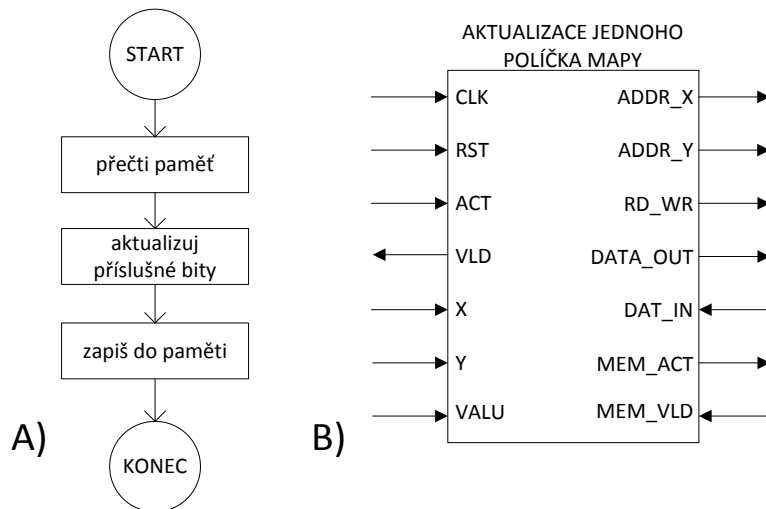 START
přečti paměť
aktualizuj
příslušné bity
zapiš do paměti
KONEC
A)
AKTUALIZACE JEDNOHO
POLÍČKA MAPY
CLK
RST
ACT
VLD
X
Y
VALU
ADDR_X
ADDR_Y
RD_WR
DATA_OUT
DAT_IN
MEM_ACT
MEM_VLD
B)